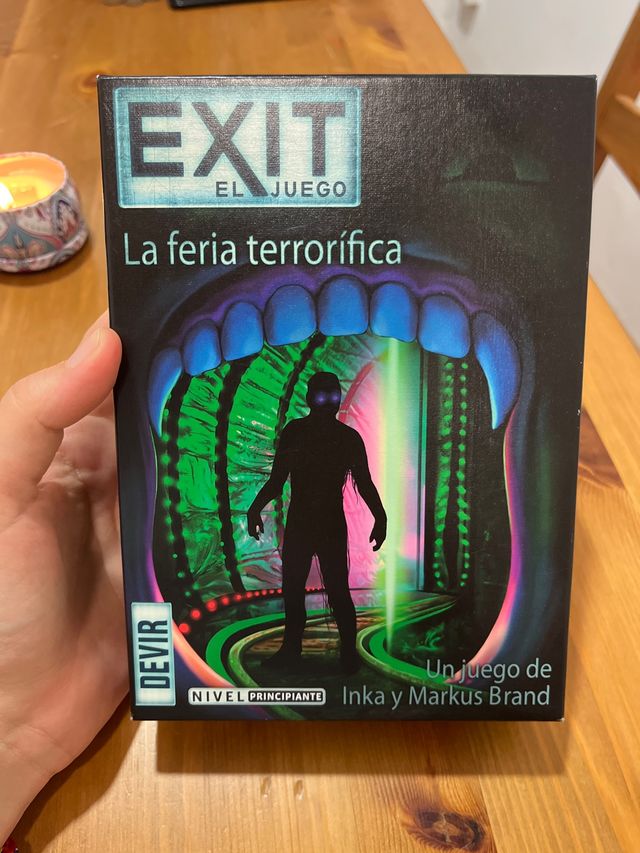 EXIT
EL JUEGO
La feria terrorífica
DEVIR
NIVEL PRINCIPIANTE
Un juego de
Inka y Markus Brand